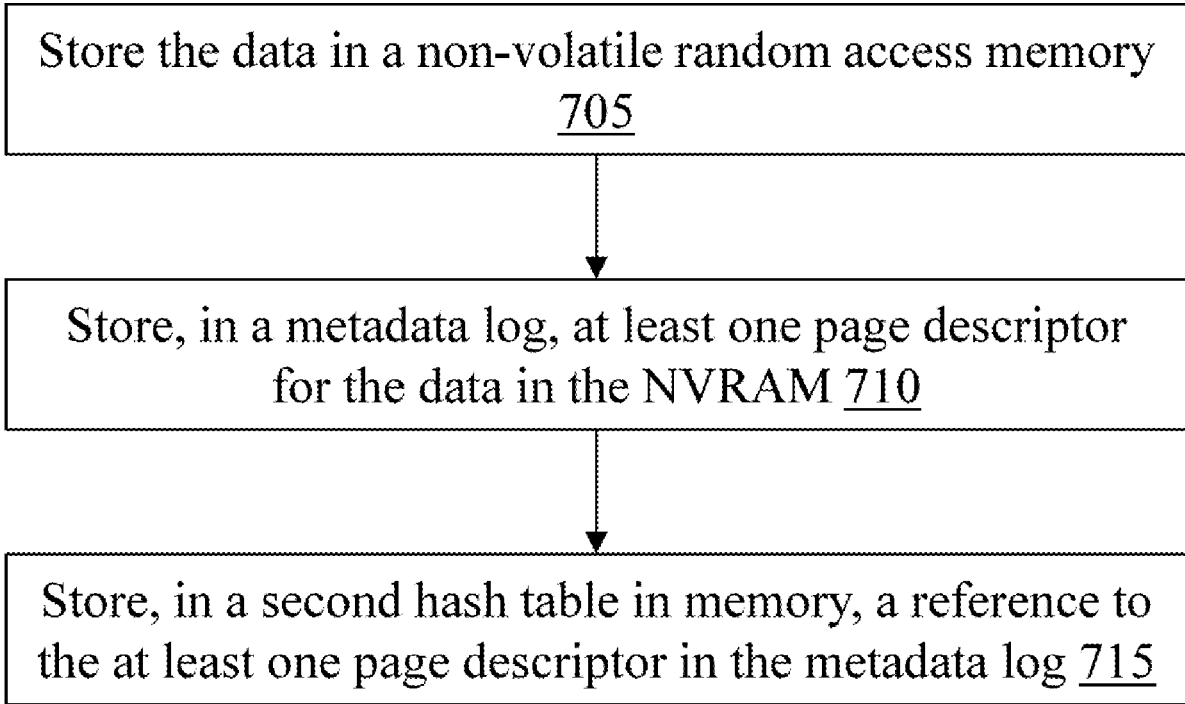 Store the data in a non-volatile random access memory
705
Store, in a metadata log, at least one page descriptor
for the data in the NVRAM 710
Store, in a second hash table in memory, a reference to
the at least one page descriptor in the metadata log 715